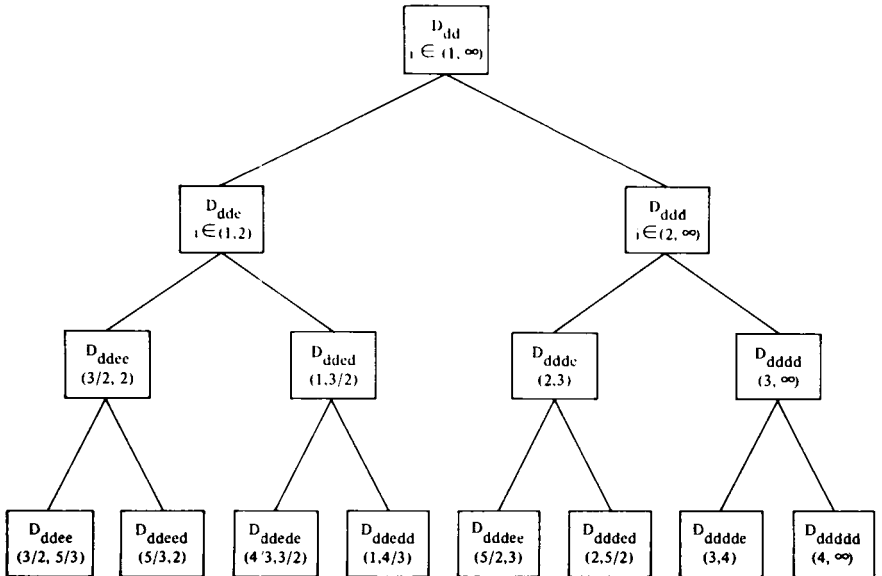 D_dd
ı ∈ (1, ∞)
D_dde
ı ∈ (1,2)
D_ddd
ı ∈ (2, ∞)
D_ddee
(3/2, 2)
D_dded
(1,3/2)
D_ddde
(2,3)
D_dddd
(3, ∞)
D_ddee
(3/2, 5/3)
D_ddeed
(5/3,2)
D_ddede
(4/3,3/2)
D_ddedd
(1,4/3)
D_dddee
(5/2,3)
D_ddded
(2,5/2)
D_dddde
(3,4)
D_ddddd
(4, ∞)